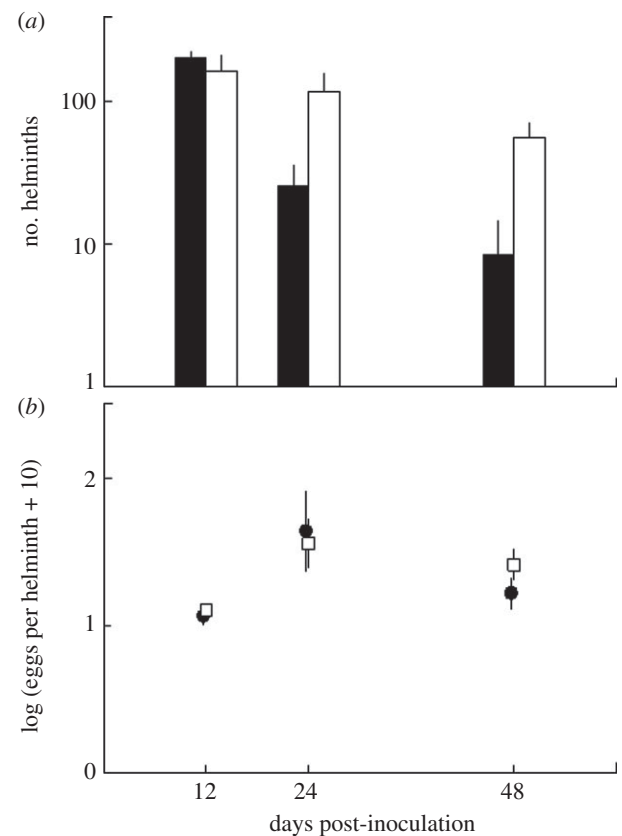 (a)
100
10
1
no. helminths
(b)
2
1
0
log (eggs per helminth + 10)
12 24 48
days post-inoculation